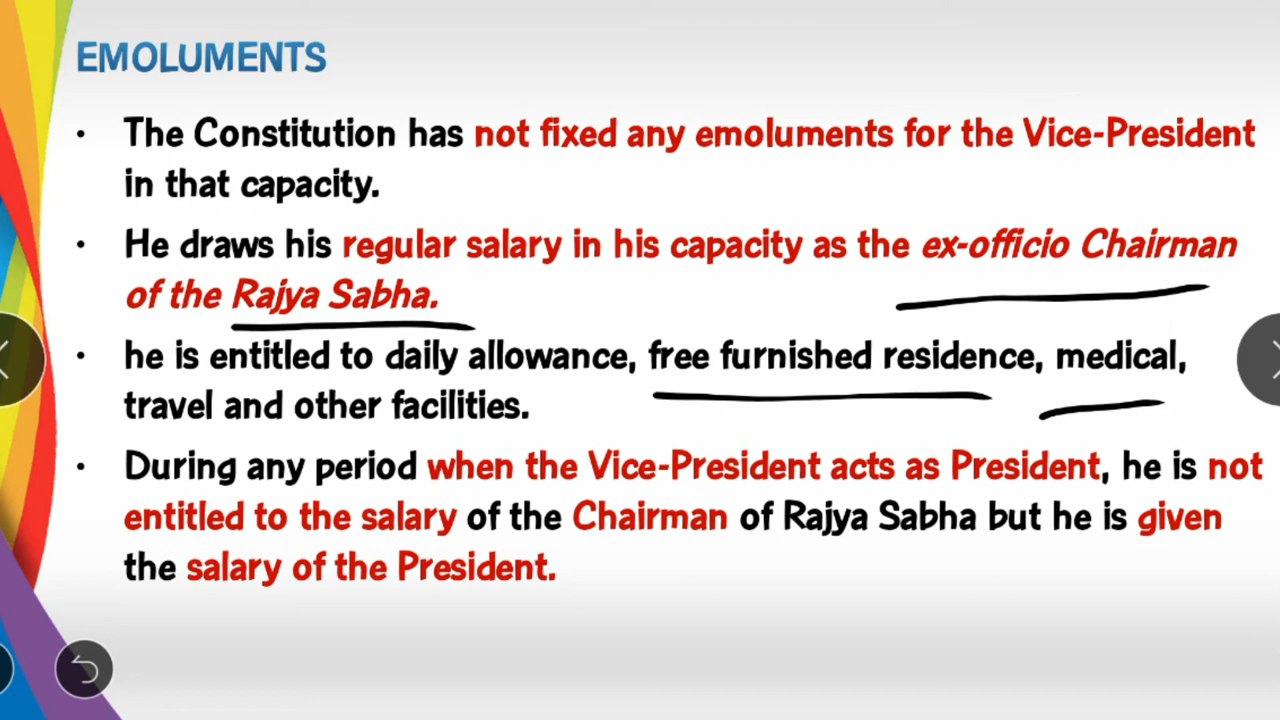 EMOLUMENTS
• The Constitution has not fixed any emoluments for the Vice-President
in that capacity.
• He draws his regular salary in his capacity as the ex-officio Chairman
of the Rajya Sabha.
• he is entitled to daily allowance, free furnished residence, medical,
travel and other facilities.
• During any period when the Vice-President acts as President, he is not
entitled to the salary of the Chairman of Rajya Sabha but he is given
the salary of the President.